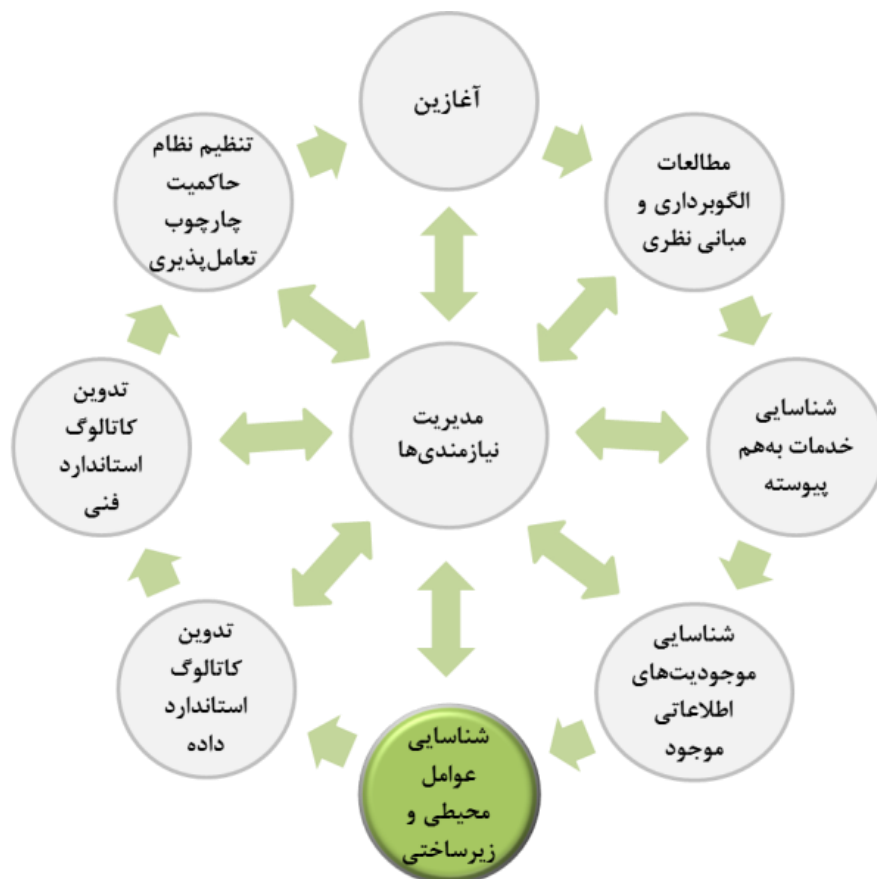 آغازین
مطالعات
الگوبرداری و
مبانی نظری
شناسایی
خدمات به‌هم
پیوسته
شناسایی
موجودیت‌های
اطلاعاتی
موجود
شناسایی
عوامل
محیطی و
زیرساختی
تدوین
کاتالوگ
استاندارد
داده
تدوین
کاتالوگ
استاندارد
فنی
تنظیم نظام
حاکمیت
چارچوب
تعامل‌پذیری
مدیریت
نیازمندی‌ها